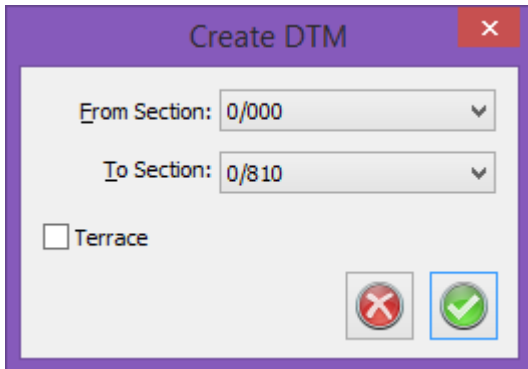 Create DTM
From Section: 0/000
To Section: 0/810
Terrace